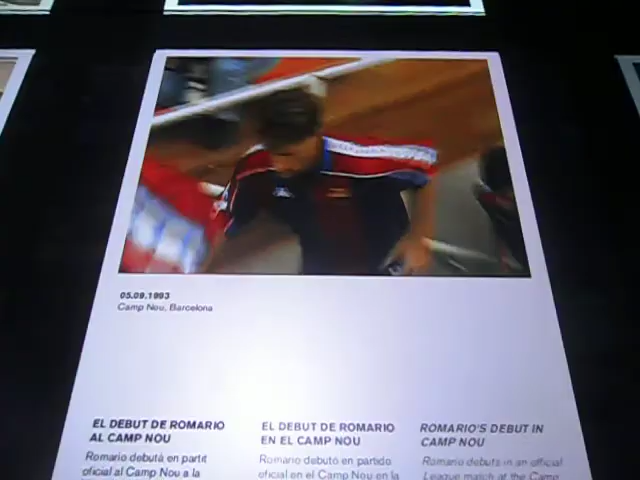 05.09.1993
Camp Nou, Barcelona
EL DEBUT DE ROMARIO
AL CAMP NOU
Romario debutà en partit
oficial al Camp Nou a la
EL DEBUT DE ROMARIO
EN EL CAMP NOU
Romario debutó en partido
oficial en el Camp Nou en la
ROMARIO'S DEBUT IN
CAMP NOU
Romario debuts in an official
League match at the Camp